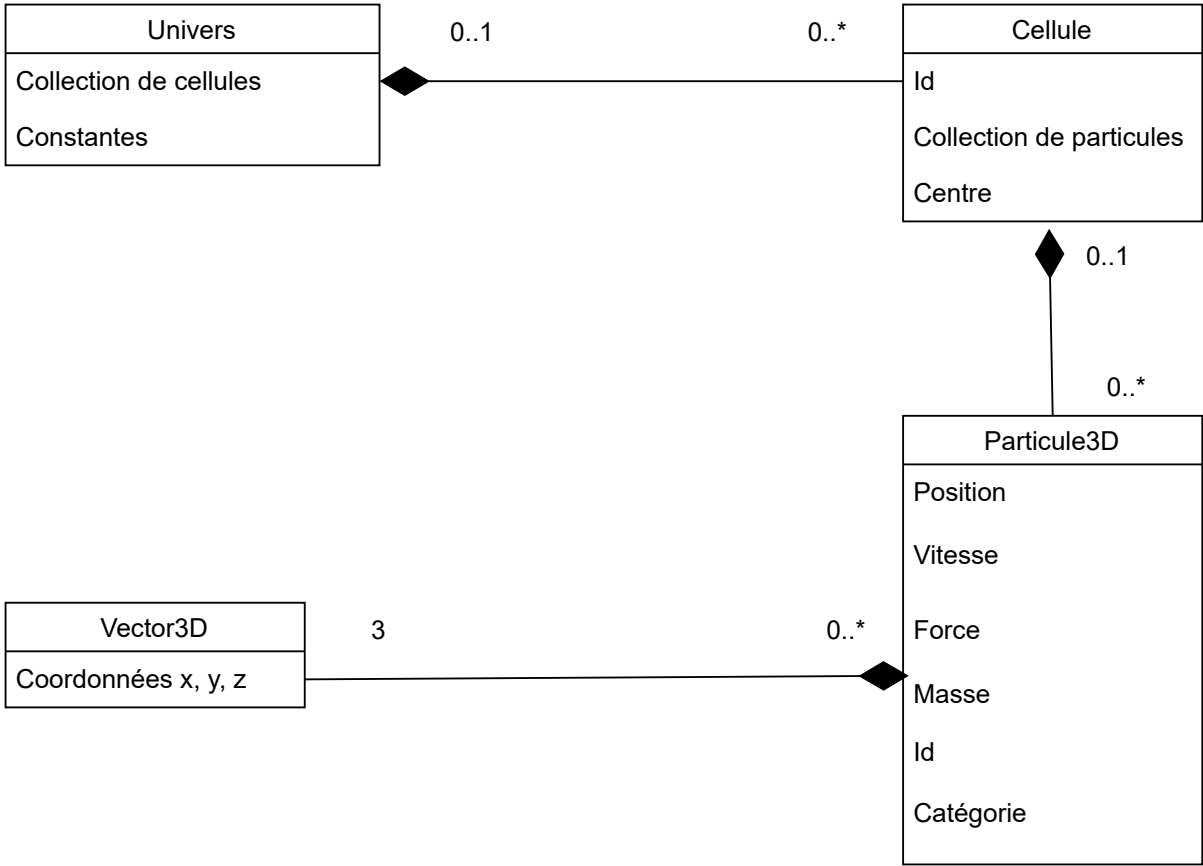 Univers
Collection de cellules
Constantes
0..1
0..*
Cellule
Id
Collection de particules
Centre
0..1
0..*
Particule3D
Position
Vitesse
Force
Masse
Id
Catégorie
Vector3D
Coordonnées x, y, z
3
0..*